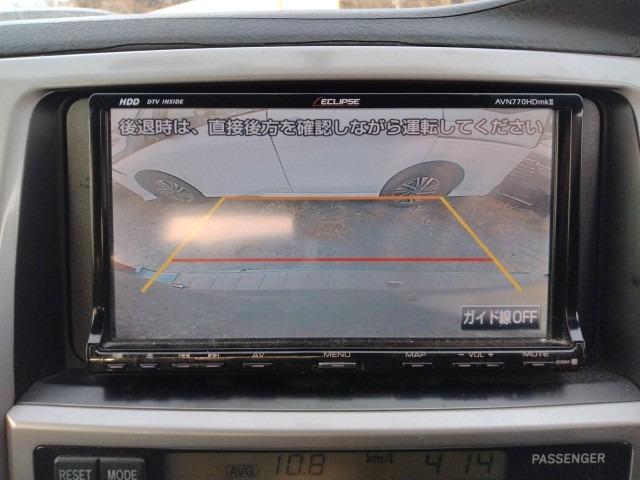 HDD DTV INSIDE ECLIPSE AVN770HDmkII
後退時は、直接後方を確認しながら運転してください
ガイド線OFF
AV MENU MAP - VOL + MUTE
RESET MODE AVG 10.8 km/L 4:14 PASSENGER